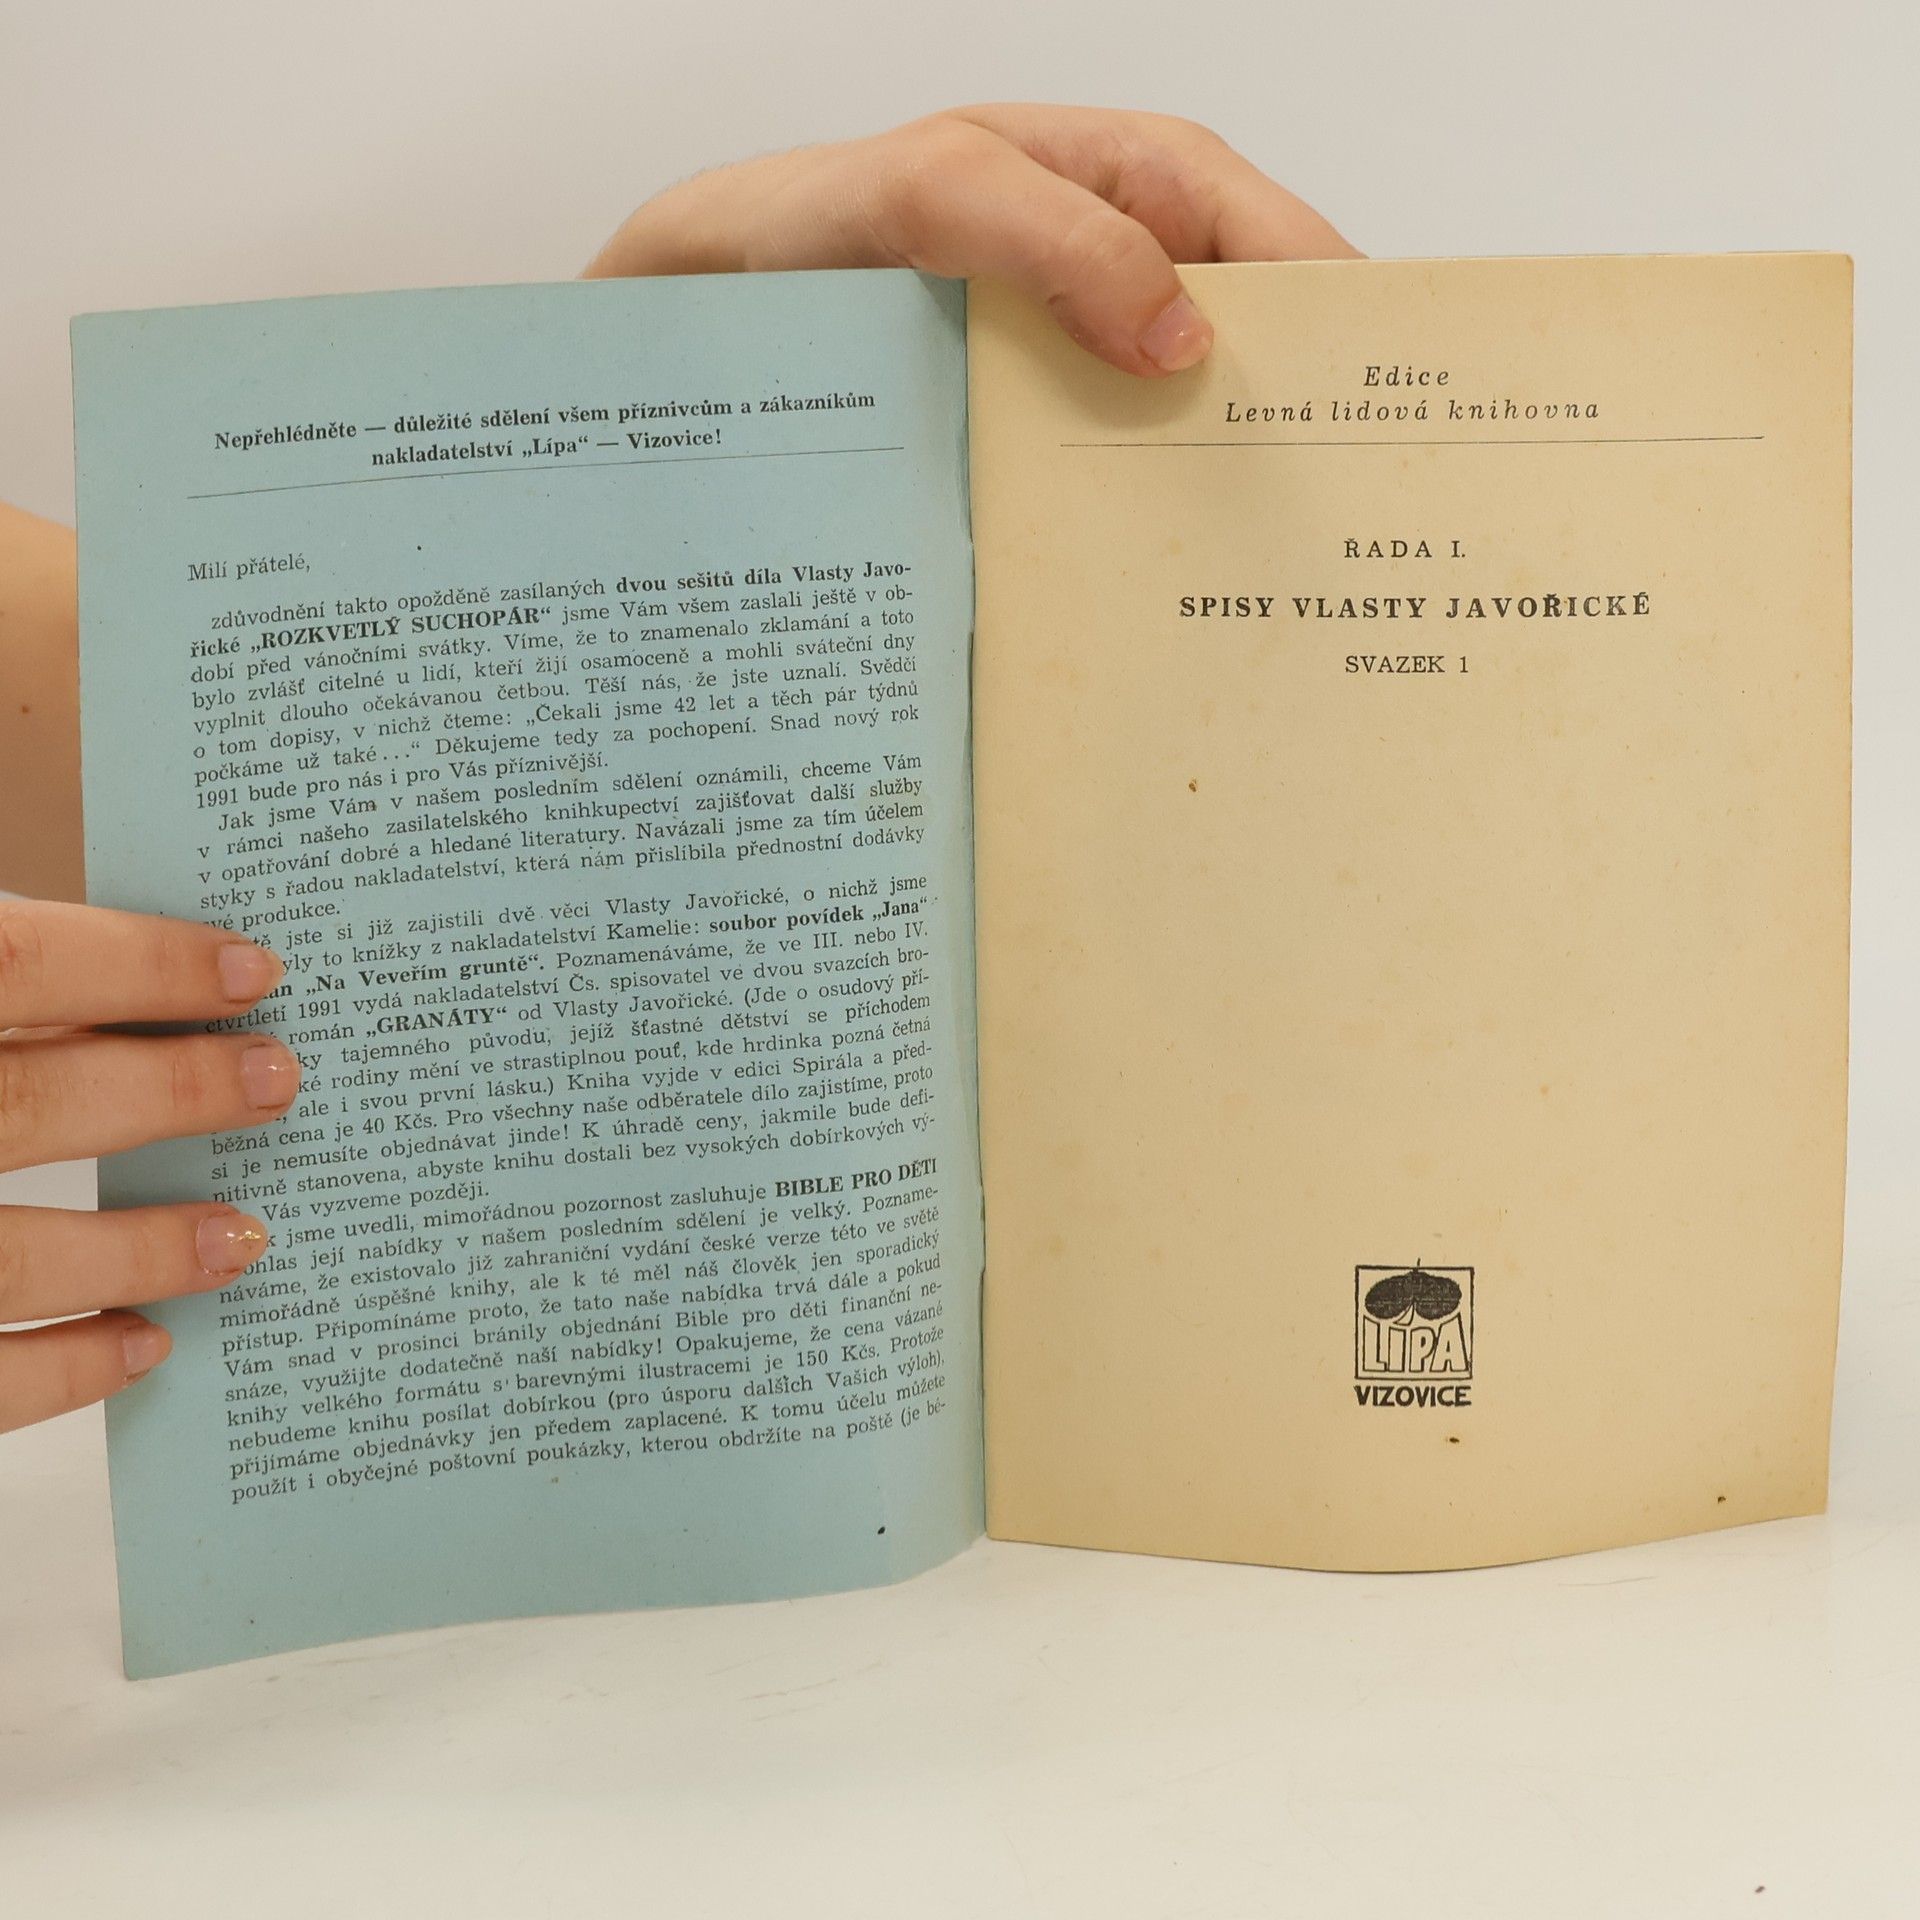 Nepřehlédněte — důležité sdělení všem příznivcům a zákazníkům
nakladatelství „Lípa“ — Vizovice!
Milí přátelé,
zdůvodnění takto opožděně zasílaných dvou sešitů díla Vlasty Javo-
řické „ROZKVETLÝ SUCHOPÁR“ jsme Vám všem zaslali ještě v ob-
dobí před vánočními svátky. Víme, že to znamenalo zklamání a toto
bylo zvlášť citelné u lidí, kteří žijí osamoceně a mohli sváteční dny
vyplnit dlouho očekávanou četbou. Těší nás, že jste uznali. Svědčí
o tom dopisy, v nichž čteme: „Čekali jsme 42 let a těch pár týdnů
počkáme už také...“ Děkujeme tedy za pochopení. Snad nový rok
1991 bude pro nás i pro Vás příznivější.
Jak jsme Vám v našem posledním sdělení oznámili, chceme Vám
v rámci našeho zasilatelského knihkupectví zajišťovat další služby
v opatřování dobré a hledané literatury. Navázali jsme za tím účelem
styky s řadou nakladatelství, která nám přislíbila přednostní dodávky
své produkce.
jste si již zajistili dvě věci Vlasty Javořické, o nichž jsme
to knížky z nakladatelství Kamelie: soubor povídek „Jana“
„Na Veveřím gruntě“. Poznamenáváme, že ve III. nebo IV.
čtvrtletí 1991 vydá nakladatelství Čs. spisovatel ve dvou svazcích bro-
román „GRANÁTY“ od Vlasty Javořické. (Jde o osudový pří-
tajemného původu, jejíž šťastné dětství se příchodem
rodiny mění ve strastiplnou pouť, kde hrdinka pozná četná
ale i svou první lásku.) Kniha vyjde v edici Spirála a před-
běžná cena je 40 Kčs. Pro všechny naše odběratele dílo zajistíme, proto
si je nemusíte objednávat jinde! K úhradě ceny, jakmile bude defi-
nitivně stanovena, abyste knihu dostali bez vysokých dobírkových vý-
Vás vyzveme později.
jsme uvedli, mimořádnou pozornost zasluhuje BIBLE PRO DĚTI
ohlas její nabídky v našem posledním sdělení je velký. Pozname-
náváme, že existovalo již zahraniční vydání české verze této ve světě
mimořádně úspěšné knihy, ale k té měl náš člověk jen sporadický
přístup. Připomínáme proto, že tato naše nabídka trvá dále a pokud
Vám snad v prosinci bránily objednání Bible pro děti finanční ne-
snáze, využijte dodatečně naší nabídky! Opakujeme, že cena vázané
knihy velkého formátu s barevnými ilustracemi je 150 Kčs. Protože
nebudeme knihu posílat dobírkou (pro úsporu dalších Vašich výloh),
přijímáme objednávky jen předem zaplacené. K tomu účelu můžete
použít i obyčejné poštovní poukázky, kterou obdržíte na poště (je bě-
Edice
Levná lidová knihovna
ŘADA I.
SPISY VLASTY JAVOŘICKÉ
SVAZEK 1
LÍPA
VIZOVICE